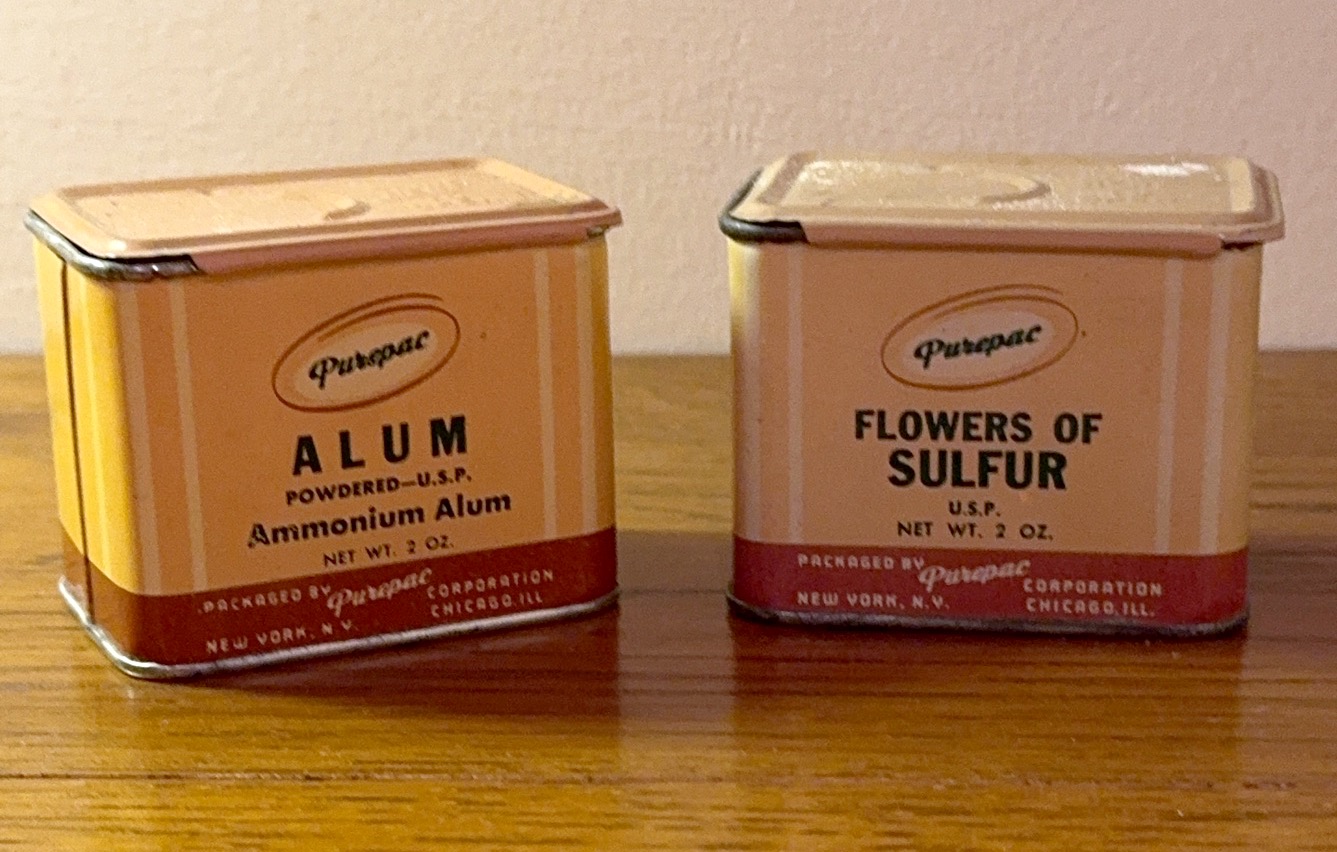 Purepac
ALUM
POWDERED—U.S.P.
Ammonium Alum
NET WT. 2 OZ.
PACKAGED BY Purepac CORPORATION
NEW YORK, N.Y. CHICAGO, ILL.
Purepac
FLOWERS OF
SULFUR
U.S.P.
NET WT. 2 OZ.
PACKAGED BY Purepac CORPORATION
NEW YORK, N.Y. CHICAGO, ILL.